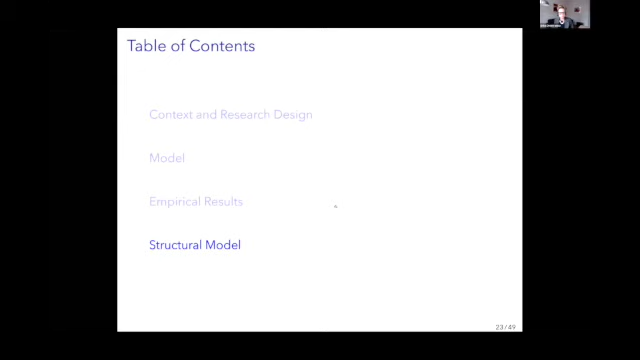 Table of Contents
Context and Research Design
Model
Empirical Results
Structural Model
23/49